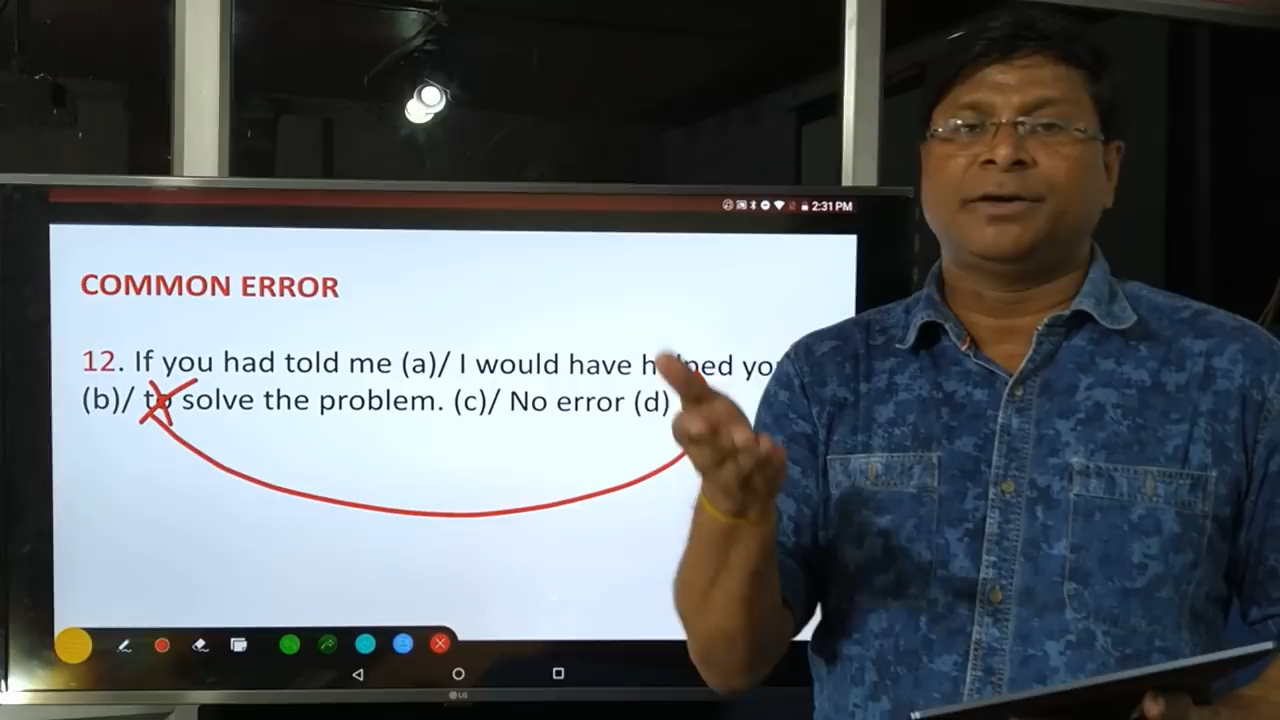 2:31 PM
COMMON ERROR
12. If you had told me (a)/ I would have helped
(b)/ to solve the problem. (c)/ No error (d)
LG